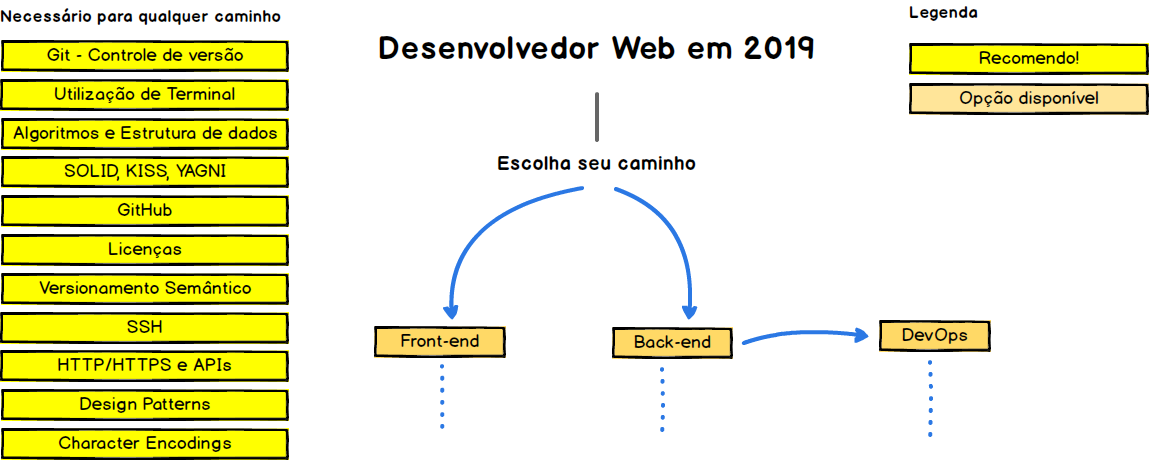 Necessário para qualquer caminho
Git - Controle de versão
Utilização de Terminal
Algoritmos e Estrutura de dados
SOLID, KISS, YAGNI
GitHub
Licenças
Versionamento Semântico
SSH
HTTP/HTTPS e APIs
Design Patterns
Character Encodings
Desenvolvedor Web em 2019
Escolha seu caminho
Front-end
Back-end
DevOps
Legenda
Recomendo!
Opção disponível